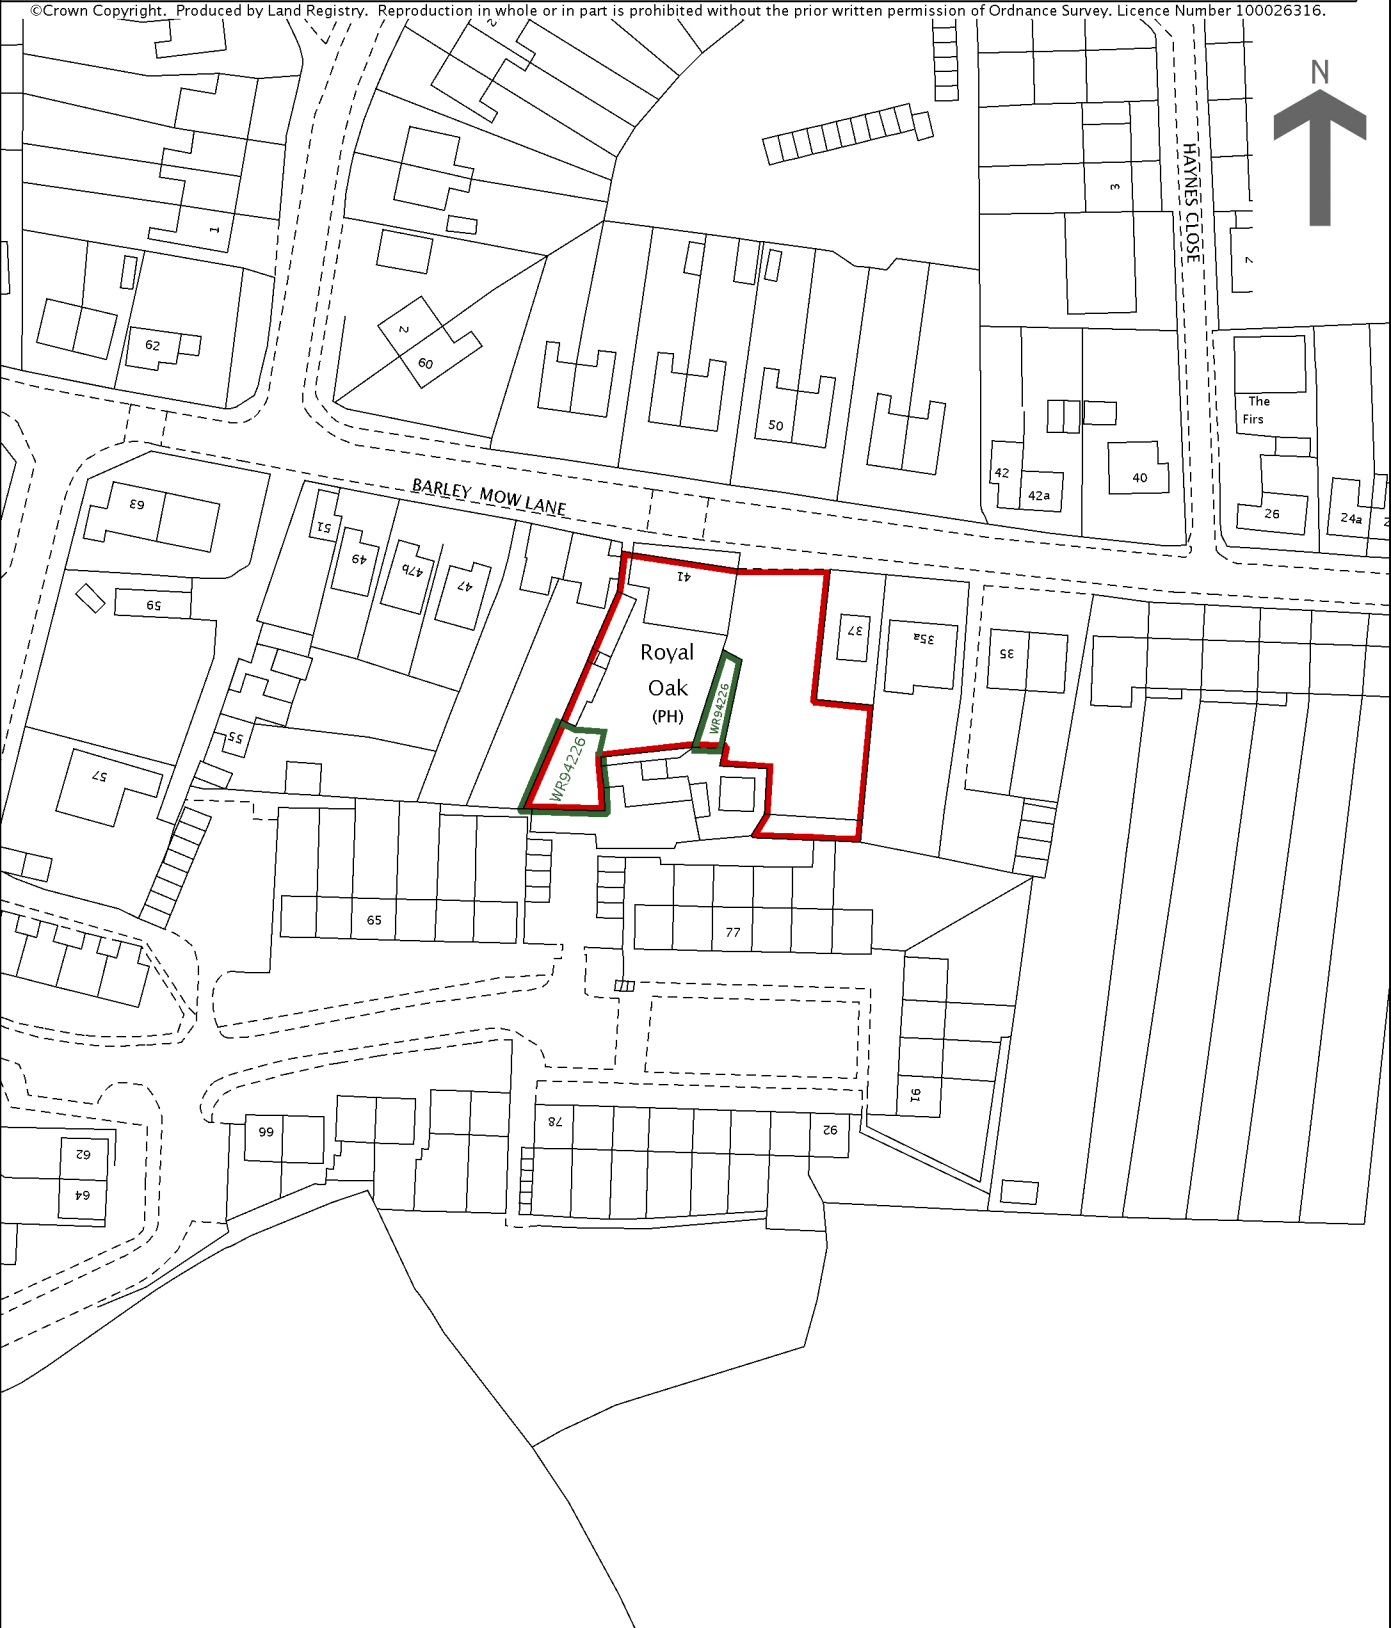 ©Crown Copyright. Produced by Land Registry. Reproduction in whole or in part is prohibited without the prior written permission of Ordnance Survey. Licence Number 100026316.
N
HAYNES CLOSE
3
1
2
62
60
2
50
42
42a
40
The
Firs
26
24a
BARLEY MOW LANE
63
51
49
47b
47
59
41
37
35a
35
Royal
Oak
(PH)
WR94226
WR94226
55
57
65
77
91
78
92
66
62
64